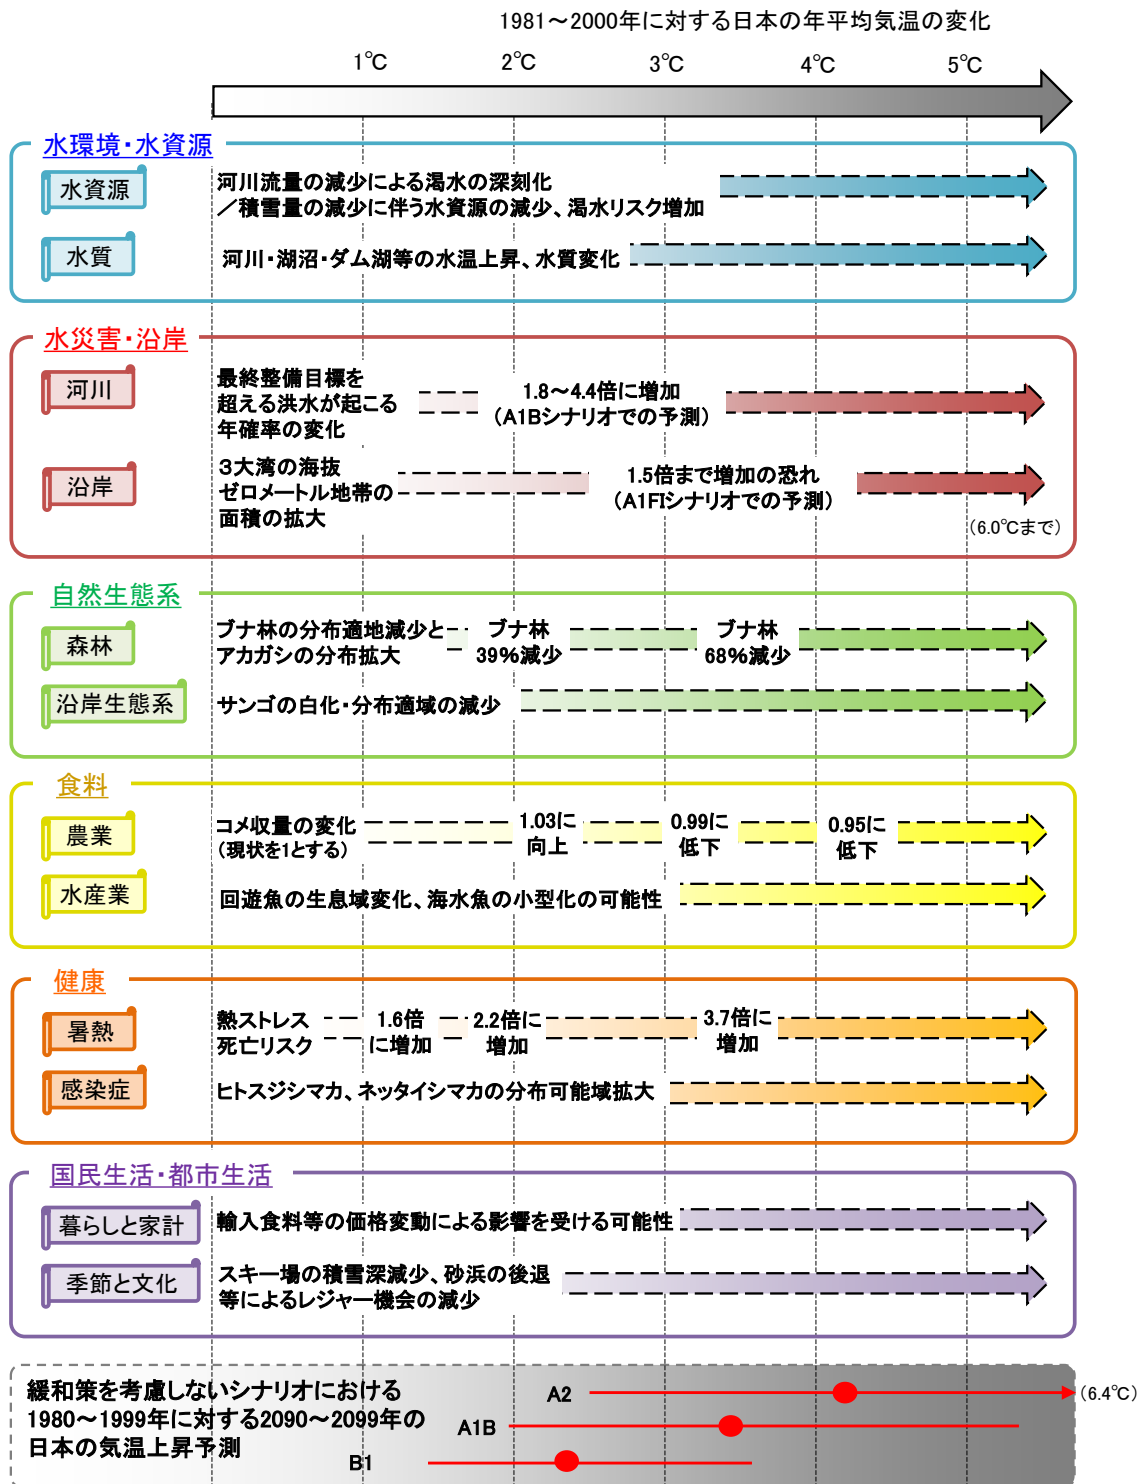 1981～2000年に対する日本の年平均気温の変化
1℃ 2℃ 3℃ 4℃ 5℃
水環境・水資源
水資源
河川流量の減少による渇水の深刻化
／積雪量の減少に伴う水資源の減少、渇水リスク増加
水質
河川・湖沼・ダム湖等の水温上昇、水質変化
水災害・沿岸
河川
最終整備目標を
超える洪水が起こる
年確率の変化
1.8～4.4倍に増加
（A1Bシナリオでの予測）
沿岸
３大湾の海抜
ゼロメートル地帯の
面積の拡大
1.5倍まで増加の恐れ
（A1FIシナリオでの予測）
（6.0℃まで）
自然生態系
森林
ブナ林の分布適地減少と
アカガシの分布拡大
ブナ林
39%減少
ブナ林
68%減少
沿岸生態系
サンゴの白化・分布適域の減少
食料
農業
コメ収量の変化
（現状を1とする）
1.03に
向上
0.99に
低下
0.95に
低下
水産業
回遊魚の生息域変化、海水魚の小型化の可能性
健康
暑熱
熱ストレス
死亡リスク
1.6倍
に増加
2.2倍に
増加
3.7倍に
増加
感染症
ヒトスジシマカ、ネッタイシマカの分布可能域拡大
国民生活・都市生活
暮らしと家計
輸入食料等の価格変動による影響を受ける可能性
季節と文化
スキー場の積雪深減少、砂浜の後退
等によるレジャー機会の減少
緩和策を考慮しないシナリオにおける
1980～1999年に対する2090～2099年の
日本の気温上昇予測
A2
（6.4℃）
A1B
B1